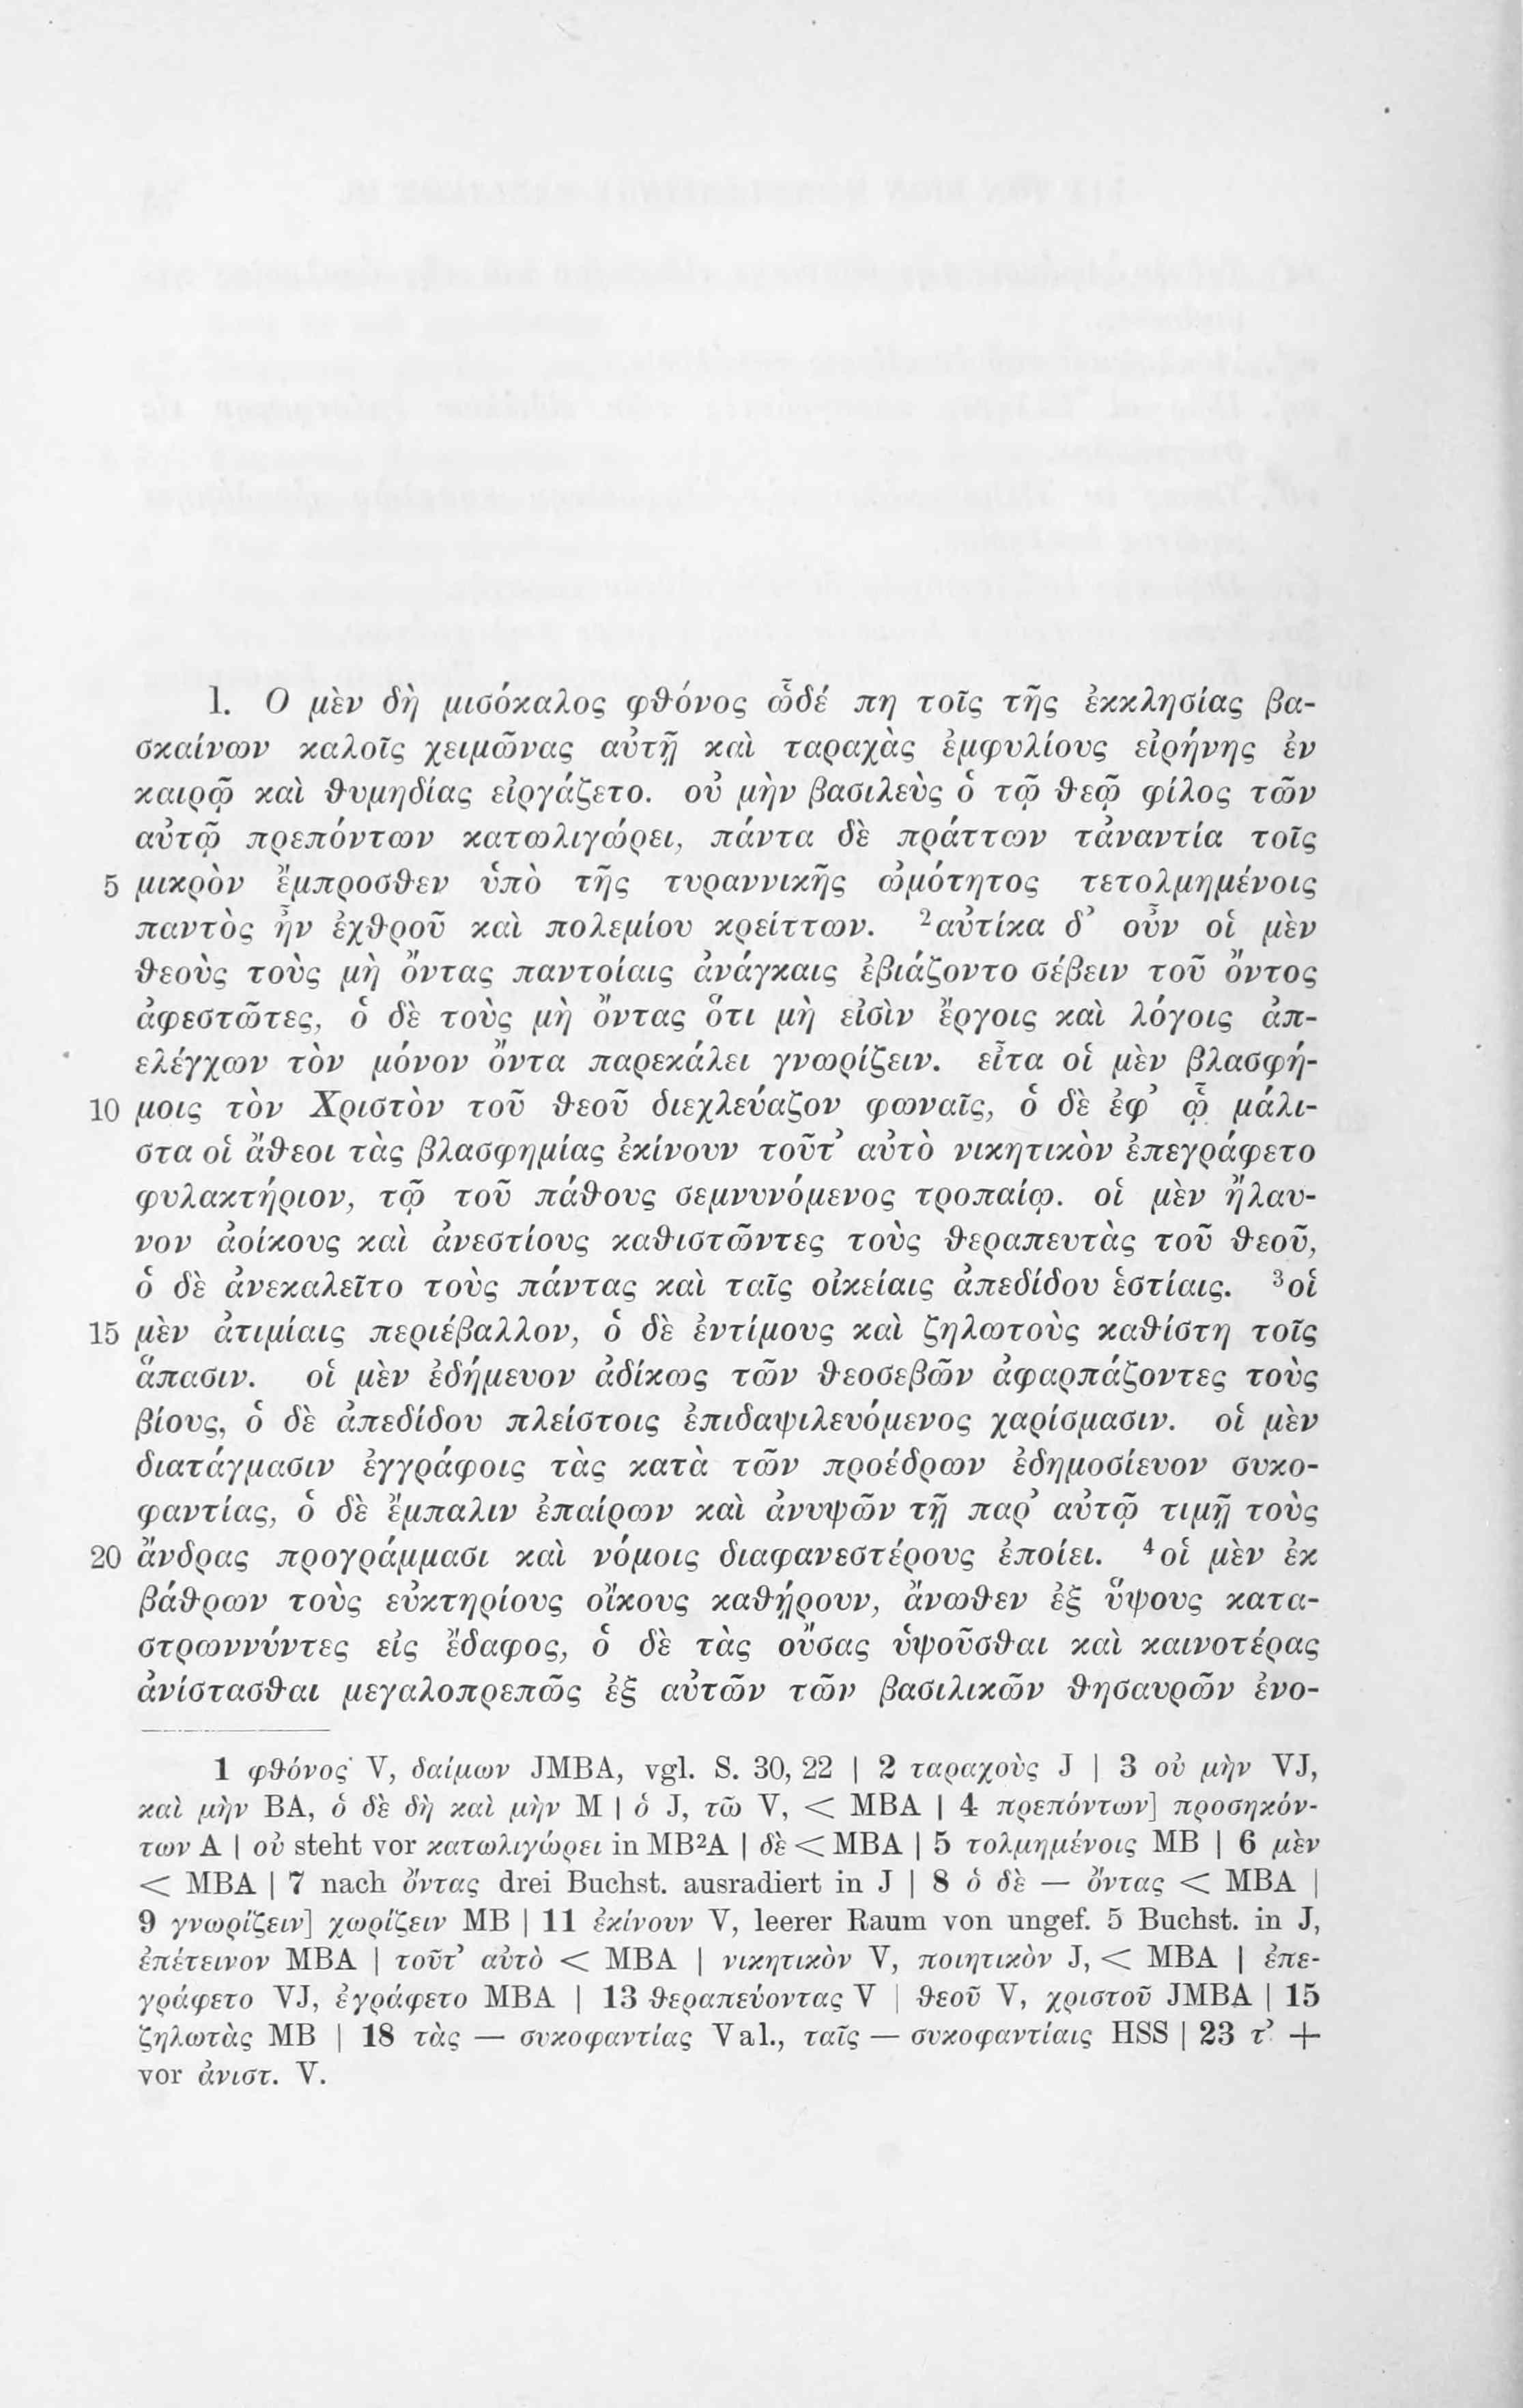 1. Ο μὲν δὴ μισόκαλος φθόνος ὧδέ πη τοῖς τῆς ἐκκλησίας βα-
σκαίνων καλοῖς χειμῶνας αὐτῇ καὶ ταραχὰς ἐμφυλίους εἰρήνης ἐν
καιρῷ καὶ θυμηδίας εἰργάζετο. οὐ μὴν βασιλεὺς ὁ τῷ θεῷ φίλος τῶν
αὐτῷ πρεπόντων κατωλιγώρει, πάντα δὲ πράττων τἀναντία τοῖς
5 μικρὸν ἔμπροσθεν ὑπὸ τῆς τυραννικῆς ὠμότητος τετολμημένοις
παντὸς ἦν ἐχθροῦ καὶ πολεμίου κρείττων. ²αὐτίκα δ’ οὖν οἱ μὲν
θεοὺς τοὺς μὴ ὄντας παντοίαις ἀνάγκαις ἐβιάζοντο σέβειν τοῦ ὄντος
ἀφεστῶτες, ὁ δὲ τοὺς μὴ ὄντας ὅτι μὴ εἰσὶν ἔργοις καὶ λόγοις ἀπ-
ελέγχων τὸν μόνον ὄντα παρεκάλει γνωρίζειν. εἶτα οἱ μὲν βλασφή-
10 μοις τὸν Χριστὸν τοῦ θεοῦ διεχλεύαζον φωναῖς, ὁ δὲ ἐφ’ ᾧ μάλι-
στα οἱ ἄθεοι τὰς βλασφημίας ἐκίνουν τοῦτ’ αὐτὸ νικητικὸν ἐπεγράφετο
φυλακτήριον, τῷ τοῦ πάθους σεμνυνόμενος τροπαίῳ. οἱ μὲν ἤλαυ-
νον ἀοίκους καὶ ἀνεστίους καθιστῶντες τοὺς θεραπευτὰς τοῦ θεοῦ,
ὁ δὲ ἀνεκαλεῖτο τοὺς πάντας καὶ ταῖς οἰκείαις ἀπεδίδου ἑστίαις. ³οἱ
15 μὲν ἀτιμίαις περιέβαλλον, ὁ δὲ ἐντίμους καὶ ζηλωτοὺς καθίστη τοῖς
ἅπασιν. οἱ μὲν ἐδήμευον ἀδίκως τῶν θεοσεβῶν ἀφαρπάζοντες τοὺς
βίους, ὁ δὲ ἀπεδίδου πλείστοις ἐπιδαψιλευόμενος χαρίσμασιν. οἱ μὲν
διατάγμασιν ἐγγράφοις τὰς κατὰ τῶν προέδρων ἐδημοσίευον συκο-
φαντίας, ὁ δὲ ἔμπαλιν ἐπαίρων καὶ ἀνυψῶν τῇ παρ’ αὐτῷ τιμῇ τοὺς
20 ἄνδρας προγράμμασι καὶ νόμοις διαφανεστέρους ἐποίει. ⁴οἱ μὲν ἐκ
βάθρων τοὺς εὐκτηρίους οἴκους καθῄρουν, ἄνωθεν ἐξ ὕψους κατα-
στρωννύντες εἰς ἔδαφος, ὁ δὲ τὰς οὔσας ὑψοῦσθαι καὶ καινοτέρας
ἀνίστασθαι μεγαλοπρεπῶς ἐξ αὐτῶν τῶν βασιλικῶν θησαυρῶν ἐνο-
1 φθόνος V, δαίμων JMBA, vgl. S. 30, 22 | 2 ταραχοὺς J | 3 οὐ μὴν VJ,
καὶ μὴν BA, ὁ δὲ δὴ καὶ μὴν M | ὁ J, τῶ V, < MBA | 4 πρεπόντων] προσηκόν-
των A | οὐ steht vor κατωλιγώρει in MB²A | δὲ < MBA | 5 τολμημένοις MB | 6 μὲν
< MBA | 7 nach ὄντας drei Buchst. ausradiert in J | 8 ὁ δὲ — ὄντας < MBA |
9 γνωρίζειν] χωρίζειν MB | 11 ἐκίνουν V, leerer Raum von ungef. 5 Buchst. in J,
ἐπέτεινον MBA | τοῦτ’ αὐτὸ < MBA | νικητικὸν V, ποιητικὸν J, < MBA | ἐπε-
γράφετο VJ, ἐγράφετο MBA | 13 θεραπεύοντας V | θεοῦ V, χριστοῦ JMBA | 15
ζηλωτὰς MB | 18 τὰς — συκοφαντίας Val., ταῖς — συκοφαντίαις HSS | 23 τ’ +
vor ἀνιστ. V.